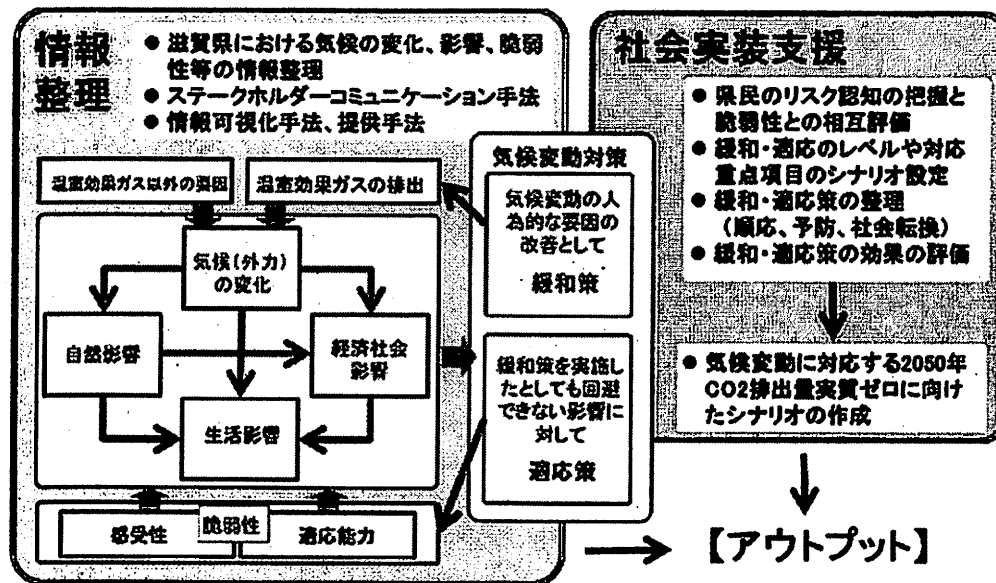 情報
整理
● 滋賀県における気候の変化、影響、脆弱
性等の情報整理
● ステークホルダーコミュニケーション手法
● 情報可視化手法、提供手法
温室効果ガス以外の要因
温室効果ガスの排出
気候(外力)
の変化
自然影響
経済社会
影響
生活影響
脆弱性
感受性
適応能力
気候変動対策
気候変動の人
為的な要因の
改善として
緩和策
緩和策を実施し
たとしても回避
できない影響に
対して
適応策
社会実装支援
● 県民のリスク認知の把握と
脆弱性との相互評価
● 緩和・適応のレベルや対応
重点項目のシナリオ設定
● 緩和・適応策の整理
(順応、予防、社会転換)
● 緩和・適応策の効果の評価
● 気候変動に対応する2050年
CO2排出量実質ゼロに向け
たシナリオの作成
【アウトプット】